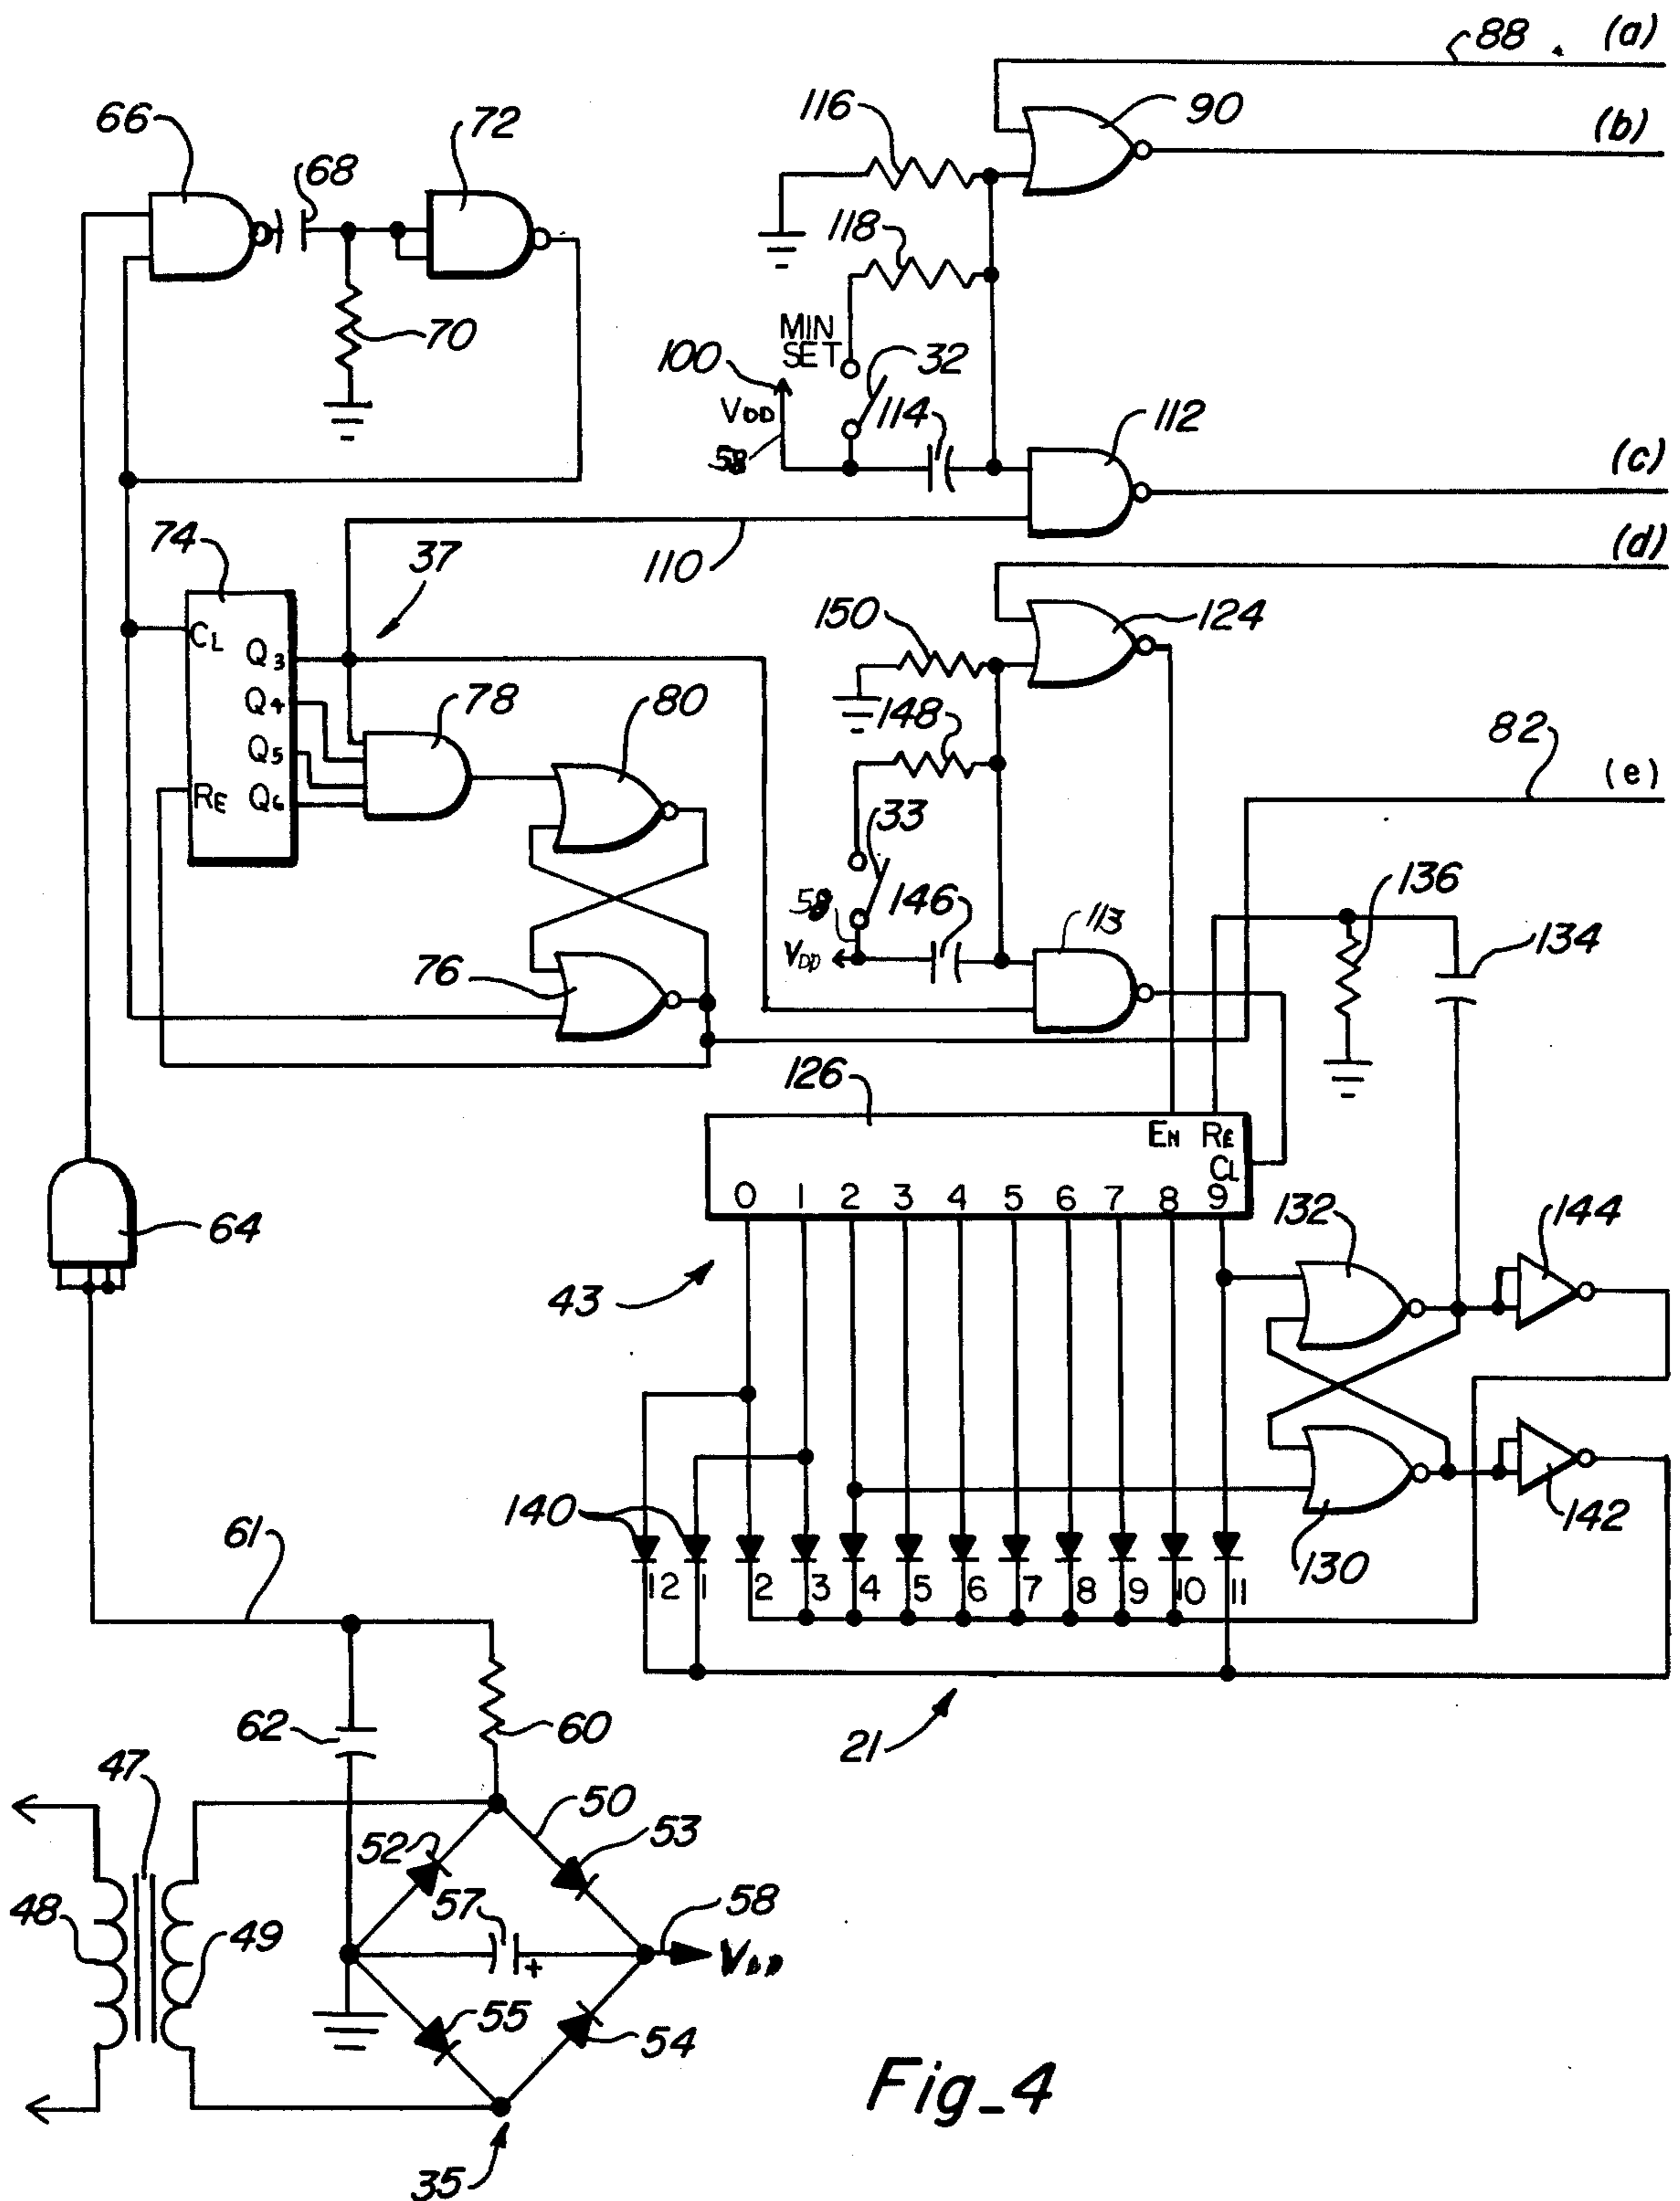 88 (a)
66 68 72 116 90 (b)
118
70 MIN
SET
100 32
VDD 114 112 (c)
58
74 37 110 (d)
CL Q3 150 124
Q4 78 80 148 82
Q5 (e)
RE Q6 33 136
58 146 113 134
76 VDD
126
EN RE
CL
64 0 1 2 3 4 5 6 7 8 9 132 144
43
140 142
61 12 1 2 3 4 5 6 7 8 9 10 11 130
62 60 21
47 50
52 53
57 58
48 49 + VDD
55 54
Fig_4
35